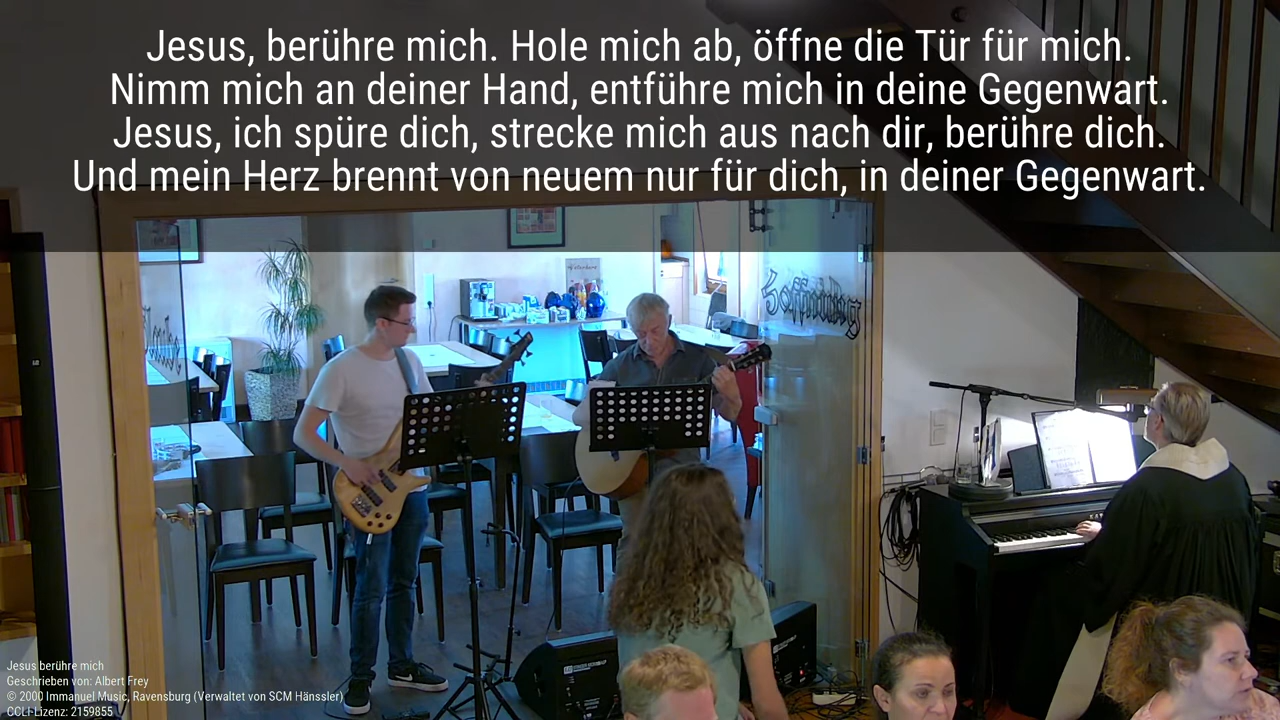 Jesus, berühre mich. Hole mich ab, öffne die Tür für mich.
Nimm mich an deiner Hand, entführe mich in deine Gegenwart.
Jesus, ich spüre dich, strecke mich aus nach dir, berühre dich.
Und mein Herz brennt von neuem nur für dich, in deiner Gegenwart.
Jesus berühre mich
Geschrieben von: Albert Frey
© 2000 Immanuel Music, Ravensburg (Verwaltet von SCM Hänssler)
CCLI-Lizenz: 2159855